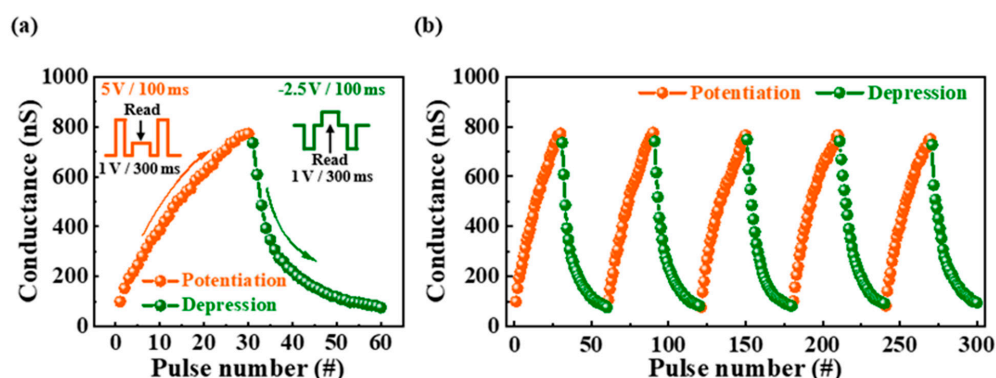 (a)
1000
800
600
400
200
0
Conductance (nS)
5 V / 100 ms
Read
1 V / 300 ms
-2.5V / 100 ms
Read
1 V / 300 ms
Potentiation
Depression
0 10 20 30 40 50 60
Pulse number (#)
(b)
1000
800
600
400
200
0
Conductance (nS)
Potentiation Depression
0 50 100 150 200 250 300
Pulse number (#)